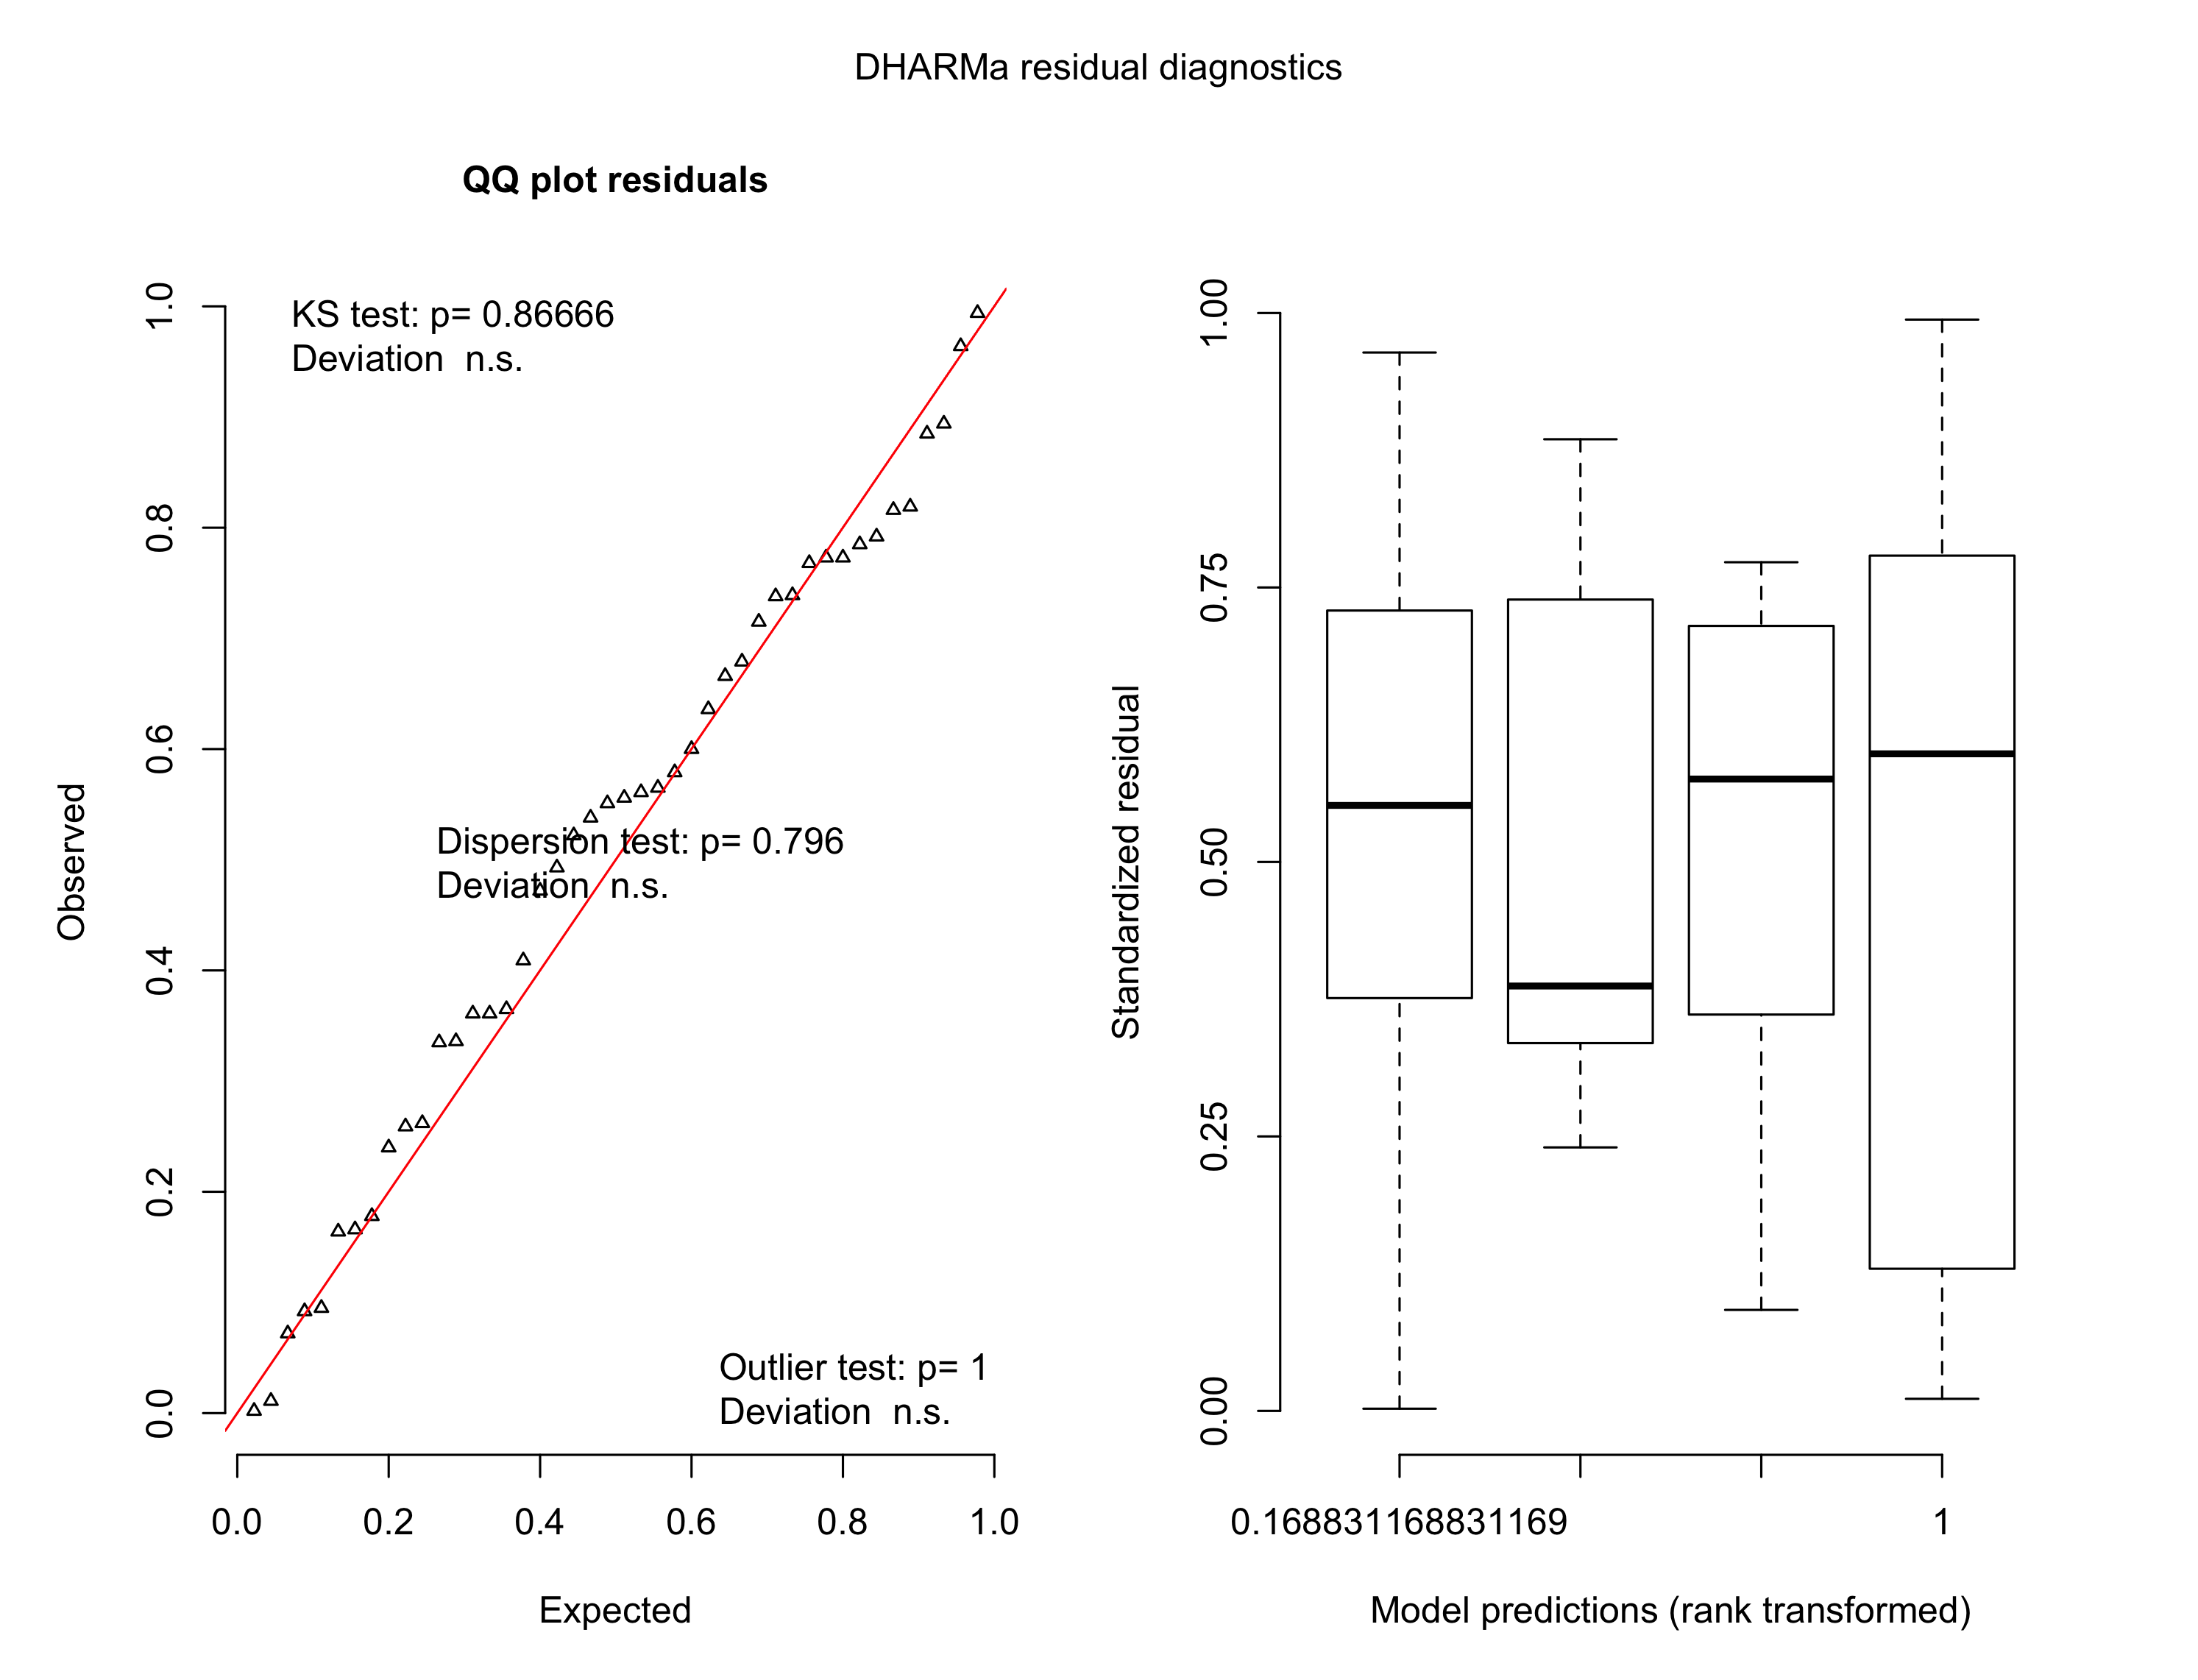 DHARMa residual diagnostics
QQ plot residuals
KS test: p= 0.86666
Deviation  n.s.
Dispersion test: p= 0.796
Deviation  n.s.
Outlier test: p= 1
Deviation  n.s.
Observed
0.0
0.2
0.4
0.6
0.8
1.0
0.0 0.2 0.4 0.6 0.8 1.0
Expected
Standardized residual
0.00
0.25
0.50
0.75
1.00
0.168831168831169 1
Model predictions (rank transformed)